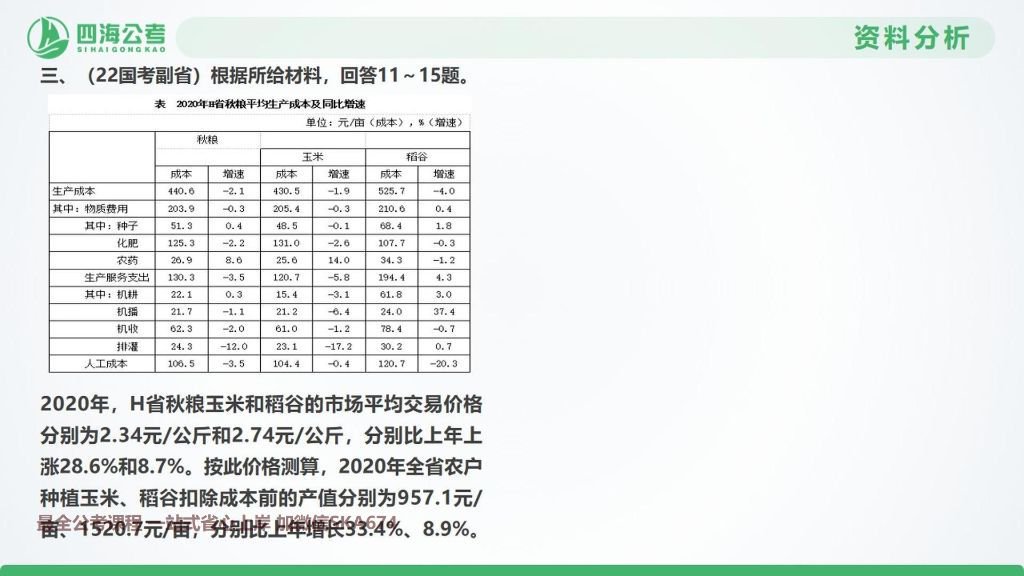 四海公考
SIHAIGONGKAO
资料分析
三、（22国考副省）根据所给材料，回答11～15题。
表 2020年H省秋粮平均生产成本及同比增速
单位：元/亩（成本），%（增速）
秋粮
玉米 稻谷
成本 增速 成本 增速 成本 增速
生产成本 440.6 -2.1 430.5 -1.9 525.7 -4.0
其中：物质费用 203.9 -0.3 205.4 -0.3 210.6 0.4
其中：种子 51.3 0.4 48.5 -0.1 68.4 1.8
化肥 125.3 -2.2 131.0 -2.6 107.7 -0.3
农药 26.9 8.6 25.6 14.0 34.3 -1.2
生产服务支出 130.3 -3.5 120.7 -5.8 194.4 4.3
其中：机耕 22.1 0.3 15.4 -3.1 61.8 3.0
机播 21.7 -1.1 21.2 -6.4 24.0 37.4
机收 62.3 -2.0 61.0 -1.2 78.4 -0.7
排灌 24.3 -12.0 23.1 -17.2 30.2 0.7
人工成本 106.5 -3.5 104.4 -0.4 120.7 -20.3
2020年，H省秋粮玉米和稻谷的市场平均交易价格
分别为2.34元/公斤和2.74元/公斤，分别比上年上
涨28.6%和8.7%。按此价格测算，2020年全省农户
种植玉米、稻谷扣除成本前的产值分别为957.1元/
亩、1520.7元/亩，分别比上年增长33.4%、8.9%。
最全公考课程 一站式省心上岸 加微信GKA674